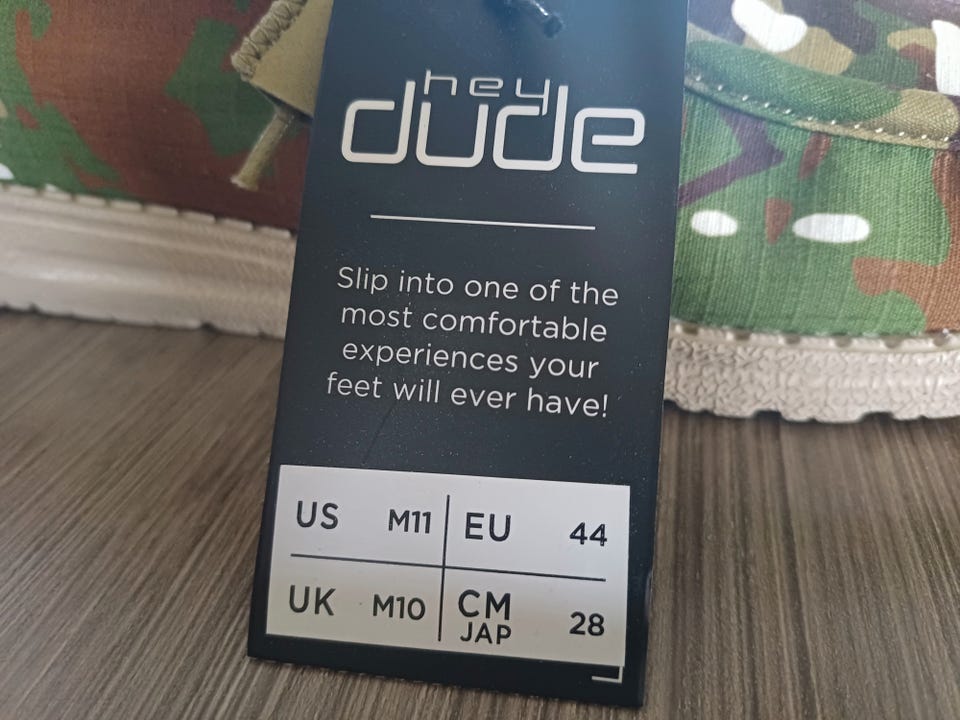 hey
dude
Slip into one of the
most comfortable
experiences your
feet will ever have!
US M11 EU 44
UK M10 CM JAP 28